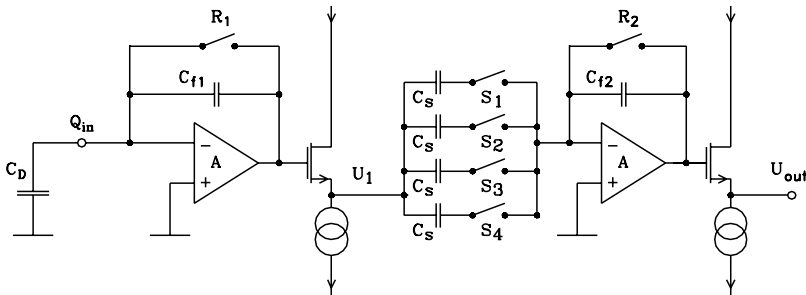 R1
R2
Cf1
Cs
S1
Cf2
Qin
Cs
S2
CD
−
A
+
U1
Cs
S3
−
A
+
Uout
Cs
S4